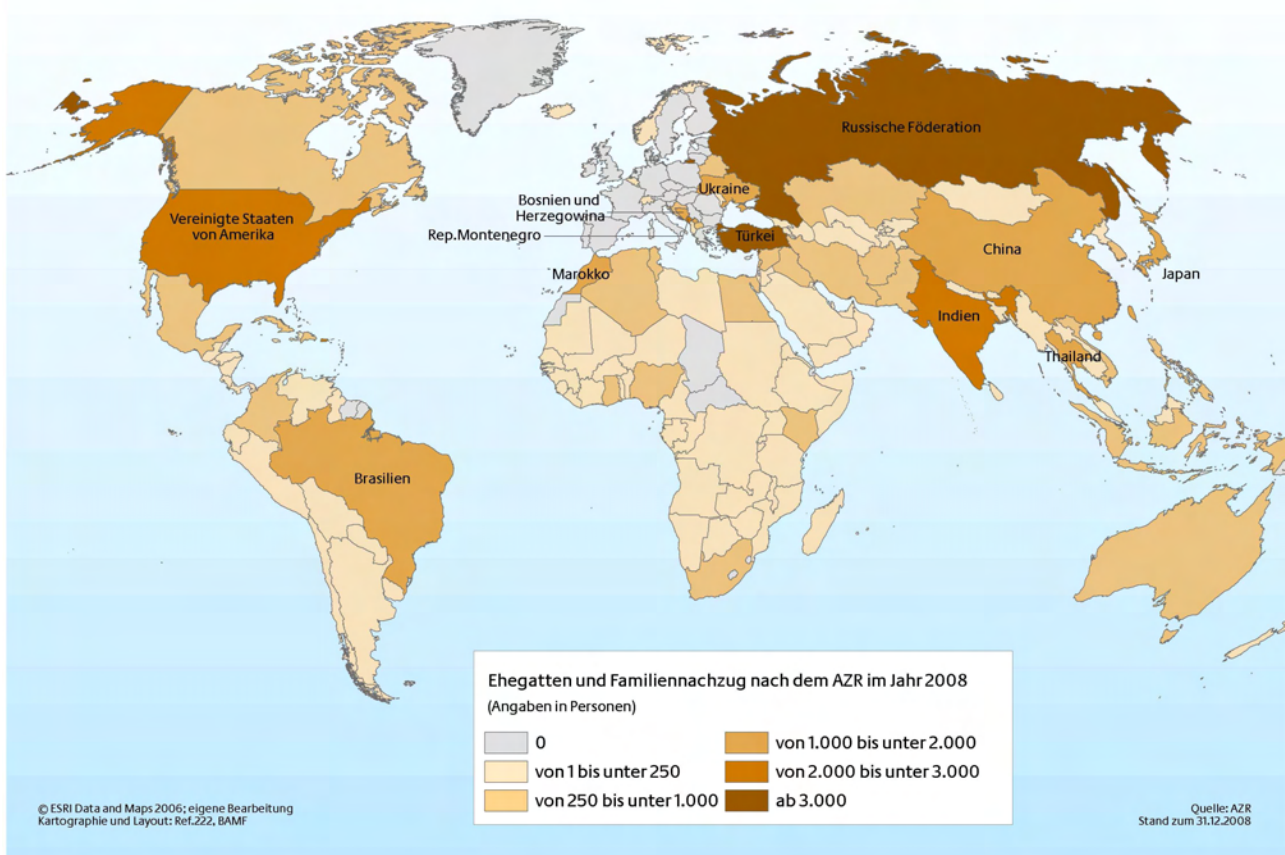 Russische Föderation
Ukraine
Bosnien und
Herzegowina
Vereinigte Staaten
von Amerika
Rep.Montenegro
Türkei
China
Marokko
Japan
Indien
Thailand
Brasilien
Ehegatten und Familiennachzug nach dem AZR im Jahr 2008
(Angaben in Personen)
0
von 1.000 bis unter 2.000
von 1 bis unter 250
von 2.000 bis unter 3.000
von 250 bis unter 1.000
ab 3.000
© ESRI Data and Maps 2006; eigene Bearbeitung
Kartographie und Layout: Ref.222, BAMF
Quelle: AZR
Stand zum 31.12.2008